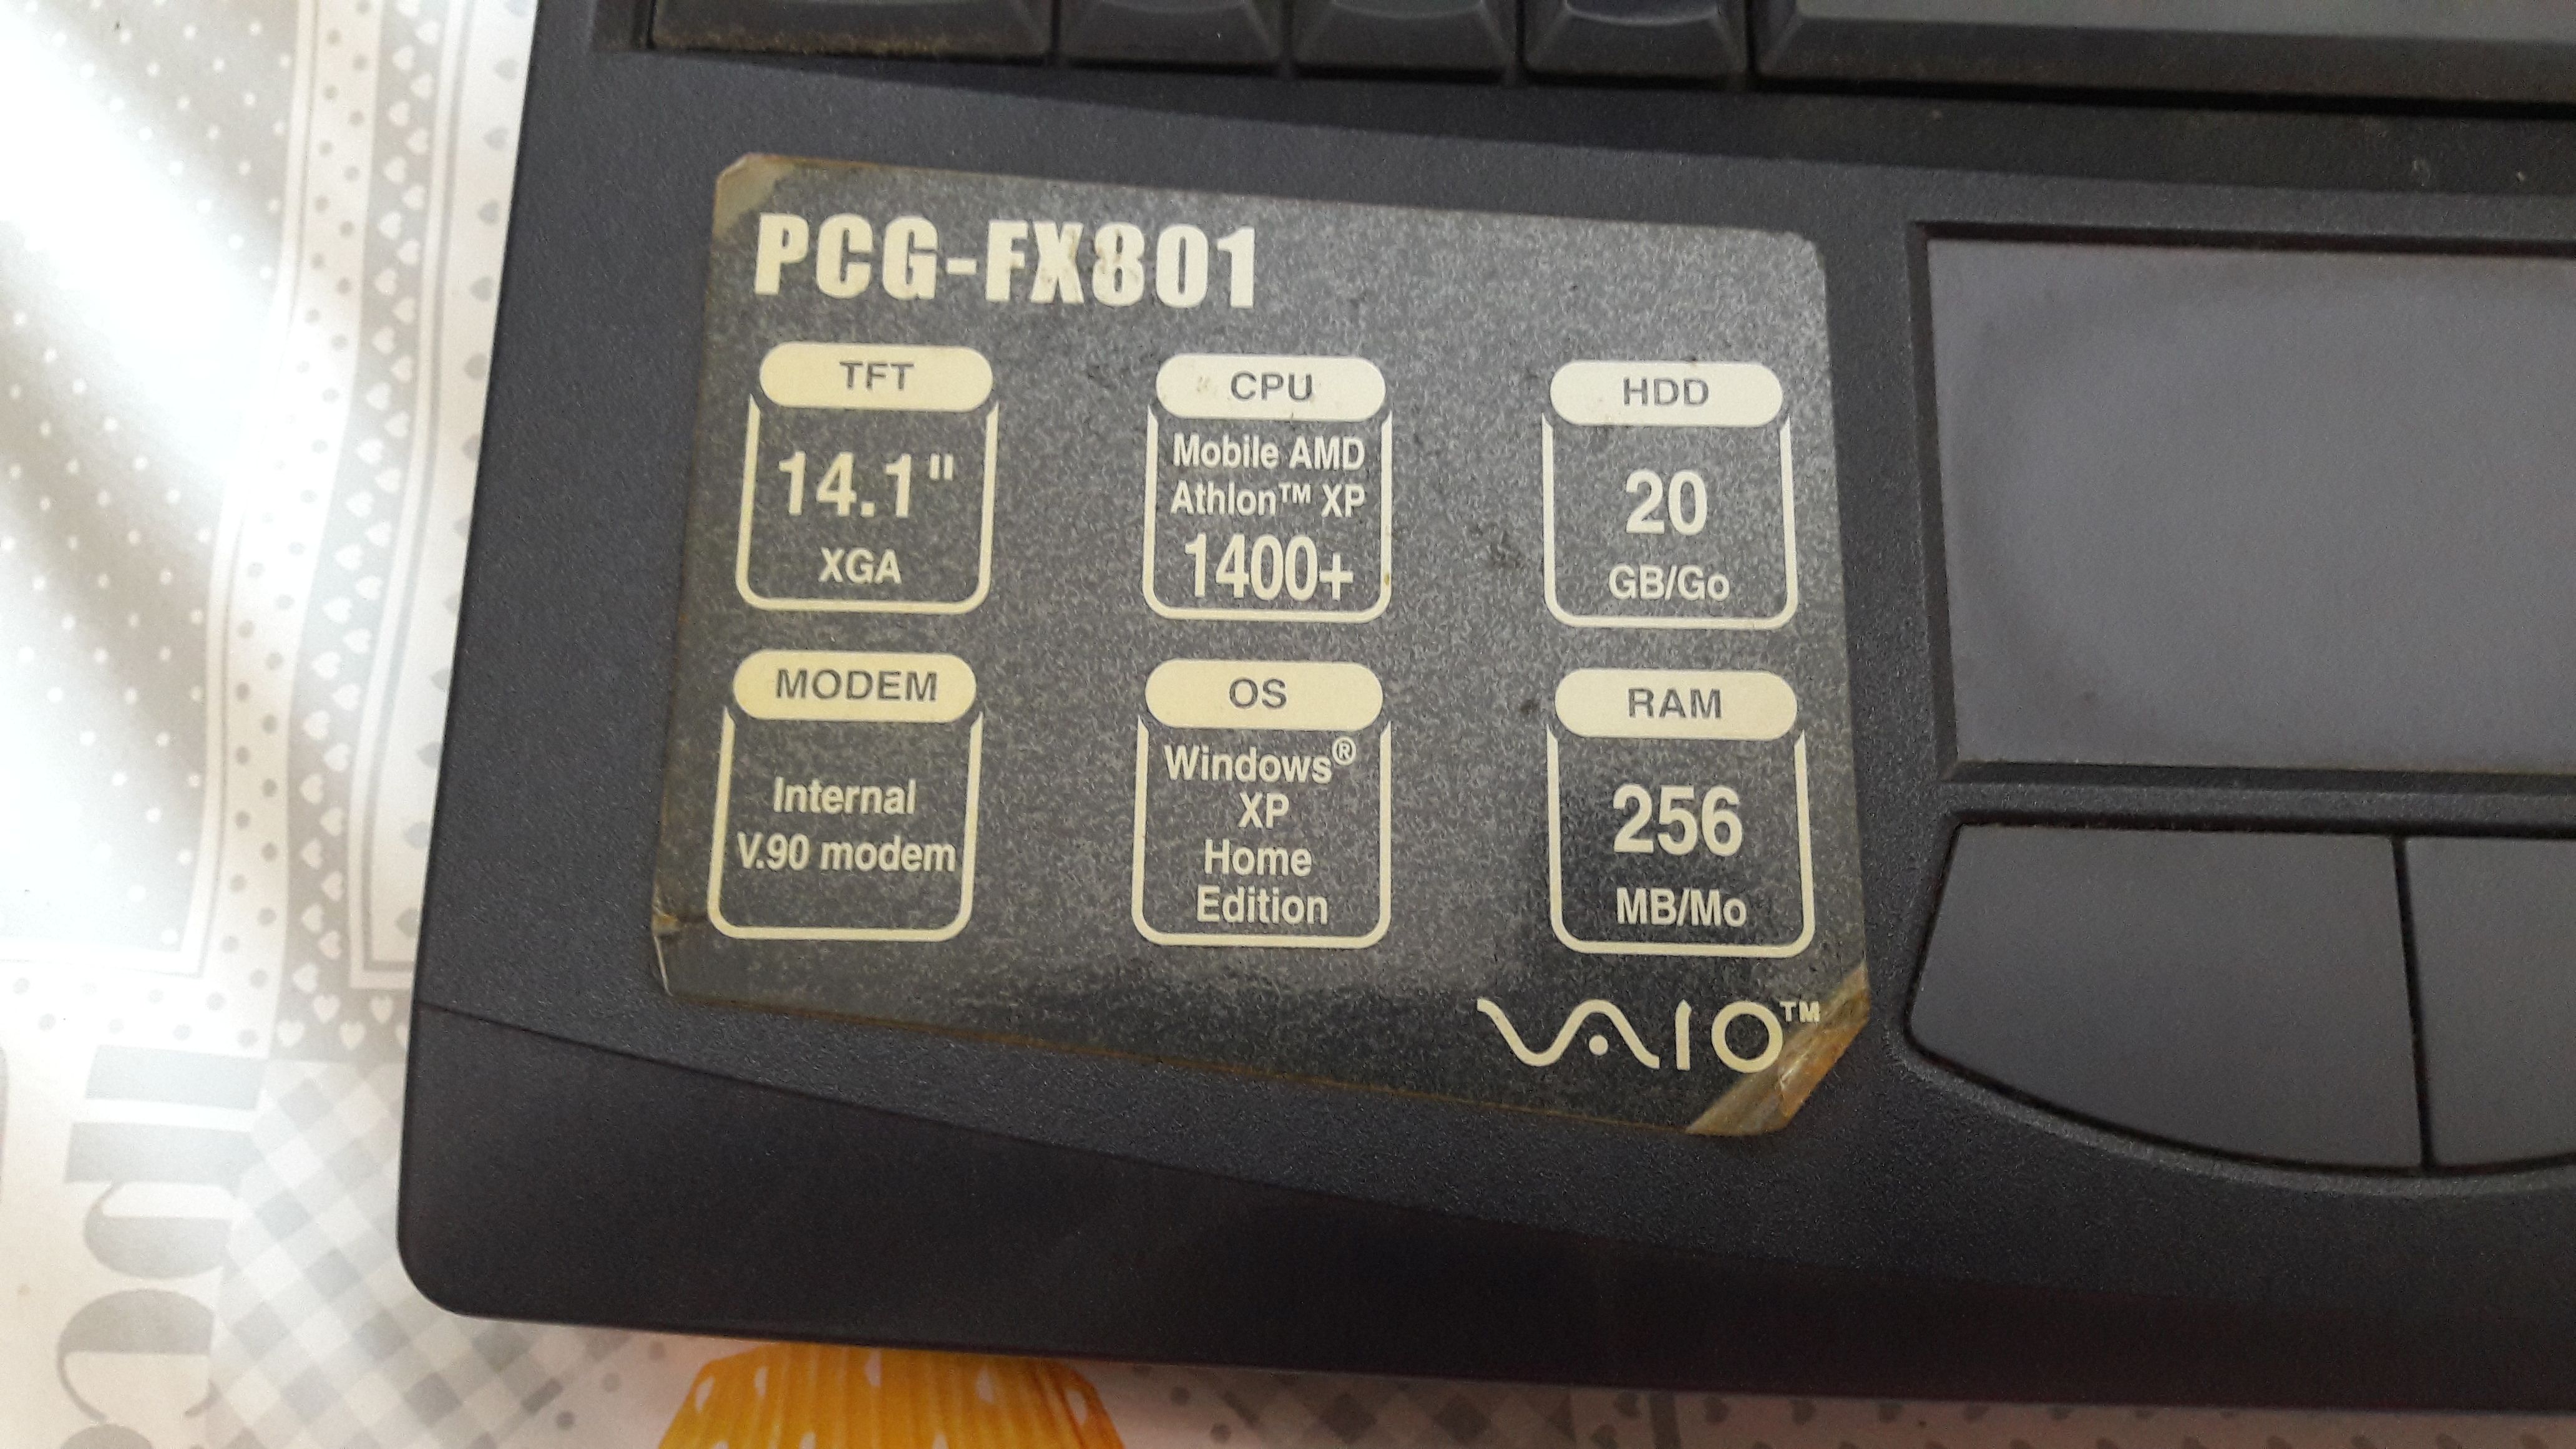 PCG-FX801
TFT
14.1"
XGA
CPU
Mobile AMD
Athlon™ XP
1400+
HDD
20
GB/Go
MODEM
Internal
V.90 modem
OS
Windows®
XP
Home
Edition
RAM
256
MB/Mo
VAIO™